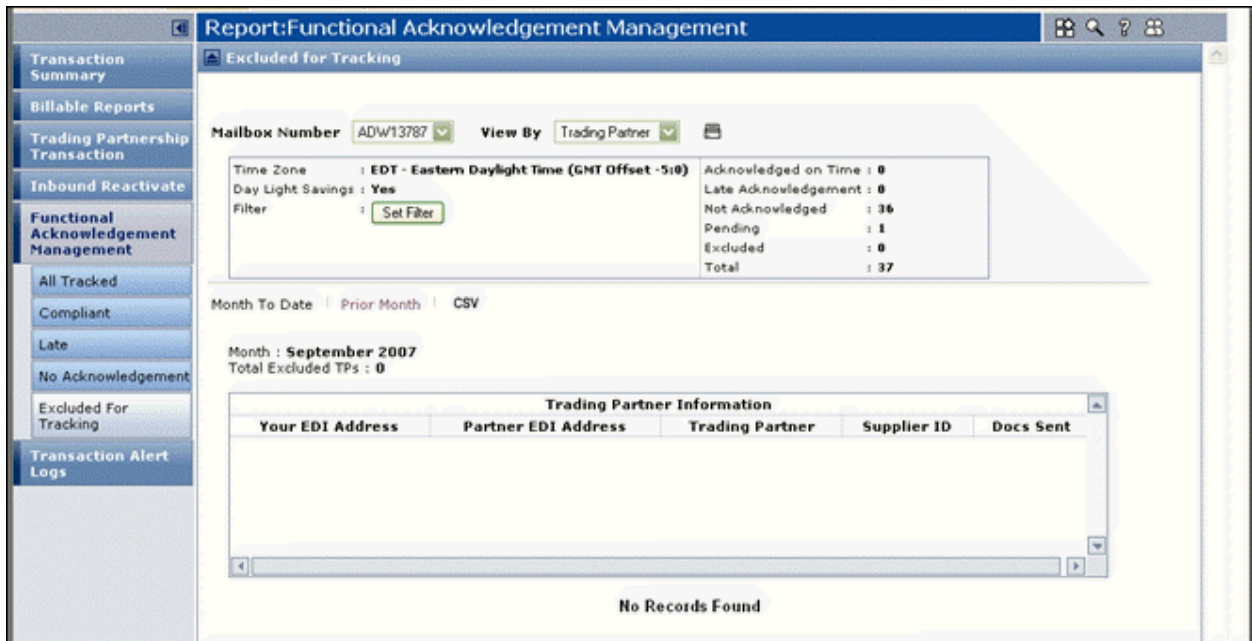 Report:Functional Acknowledgement Management
Transaction
Summary
Billable Reports
Trading Partnership
Transaction
Inbound Reactivate
Functional
Acknowledgement
Management
All Tracked
Compliant
Late
No Acknowledgement
Excluded For
Tracking
Transaction Alert
Logs
Excluded for Tracking
Mailbox Number ADW13787 View By Trading Partner
Time Zone : EDT - Eastern Daylight Time (GMT Offset -5:0)
Day Light Savings : Yes
Filter : Set Filter
Acknowledged on Time : 0
Late Acknowledgement : 0
Not Acknowledged : 36
Pending : 1
Excluded : 0
Total : 37
Month To Date | Prior Month | CSV
Month : September 2007
Total Excluded TPs : 0
Trading Partner Information
Your EDI Address Partner EDI Address Trading Partner Supplier ID Docs Sent
No Records Found